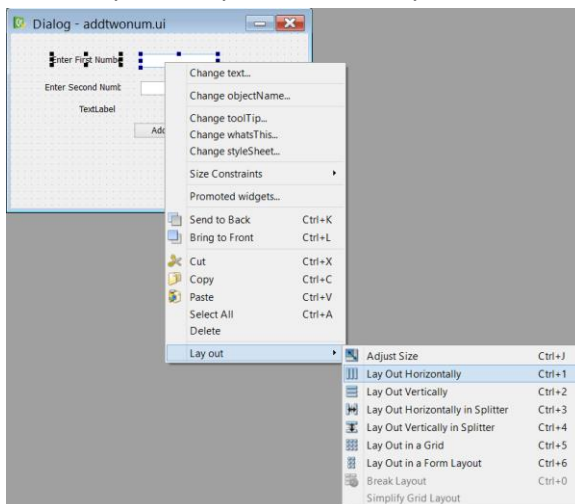 Dialog - addtwonum.ui
Enter First Numbe
Enter Second Numb
TextLabel
Add
Change text...
Change objectName...
Change toolTip...
Change whatsThis...
Change styleSheet...
Size Constraints
Promoted widgets...
Send to Back Ctrl+K
Bring to Front Ctrl+L
Cut Ctrl+X
Copy Ctrl+C
Paste Ctrl+V
Select All Ctrl+A
Delete
Lay out
Adjust Size Ctrl+J
Lay Out Horizontally Ctrl+1
Lay Out Vertically Ctrl+2
Lay Out Horizontally in Splitter Ctrl+3
Lay Out Vertically in Splitter Ctrl+4
Lay Out in a Grid Ctrl+5
Lay Out in a Form Layout Ctrl+6
Break Layout Ctrl+0
Simplify Grid Layout